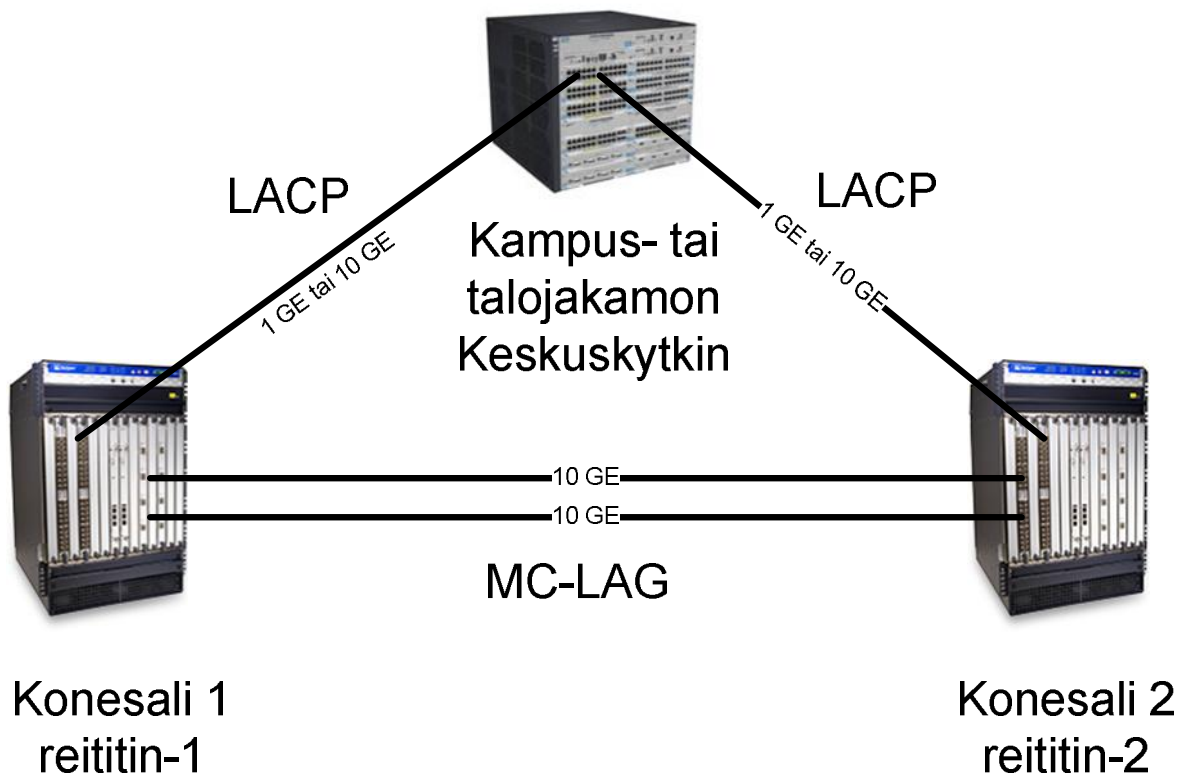 LACP
LACP
1 GE tai 10 GE
1 GE tai 10 GE
Kampus- tai
talojakamon
Keskuskytkin
10 GE
10 GE
MC-LAG
Konesali 1
reititin-1
Konesali 2
reititin-2